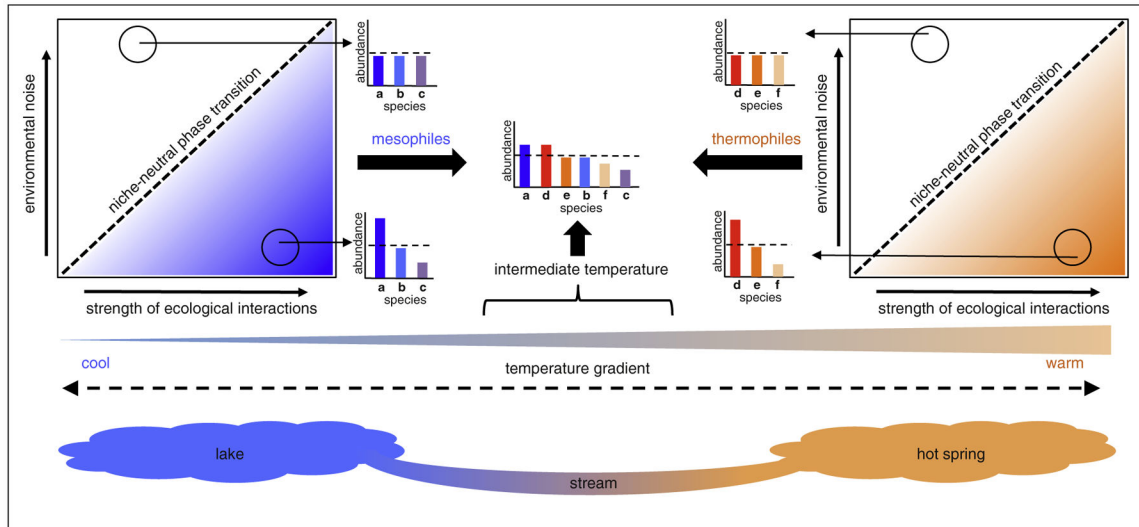 environmental noise
niche-neutral phase transition
strength of ecological interactions
abundance
a b c
species
mesophiles
abundance
a b c
species
abundance
a d e b f c
species
intermediate temperature
abundance
d e f
species
thermophiles
abundance
d e f
species
environmental noise
niche-neutral phase transition
strength of ecological interactions
cool
temperature gradient
warm
lake
stream
hot spring